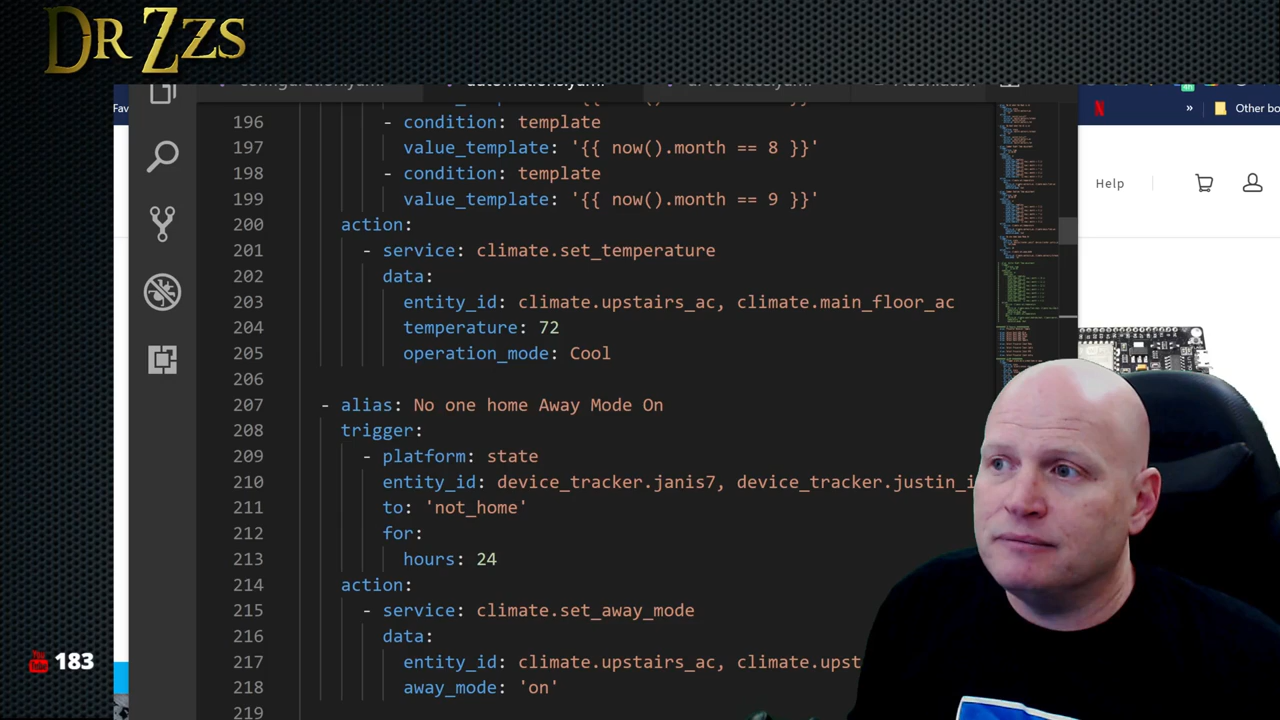 DR ZZS
Fav
Other bo
196 - condition: template
197 value_template: '{{ now().month == 8 }}'
198 - condition: template
199 value_template: '{{ now().month == 9 }}'
200 action:
201 - service: climate.set_temperature
202 data:
203 entity_id: climate.upstairs_ac, climate.main_floor_ac
204 temperature: 72
205 operation_mode: Cool
206
207 - alias: No one home Away Mode On
208 trigger:
209 - platform: state
210 entity_id: device_tracker.janis7, device_tracker.justin_i
211 to: 'not_home'
212 for:
213 hours: 24
214 action:
215 - service: climate.set_away_mode
216 data:
217 entity_id: climate.upstairs_ac, climate.upst
218 away_mode: 'on'
219
Help
183